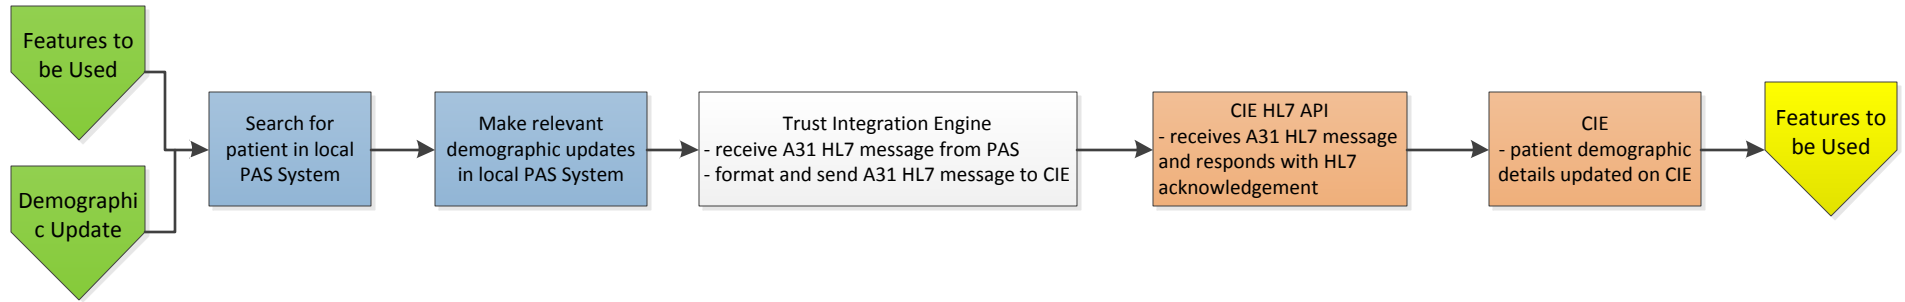 Features to
be Used
Demographi
c Update
Search for
patient in local
PAS System
Make relevant
demographic updates
in local PAS System
Trust Integration Engine
- receive A31 HL7 message from PAS
- format and send A31 HL7 message to CIE
CIE HL7 API
- receives A31 HL7 message
and responds with HL7
acknowledgement
CIE
- patient demographic
details updated on CIE
Features to
be Used